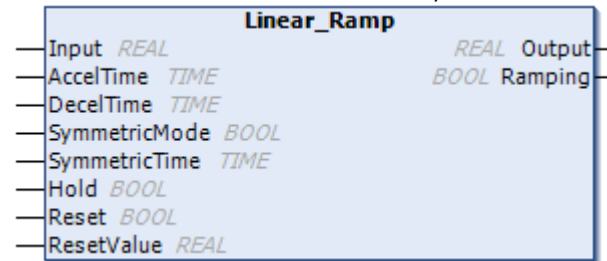 Linear_Ramp
Input REAL REAL Output
AccelTime TIME BOOL Ramping
DecelTime TIME
SymmetricMode BOOL
SymmetricTime TIME
Hold BOOL
Reset BOOL
ResetValue REAL